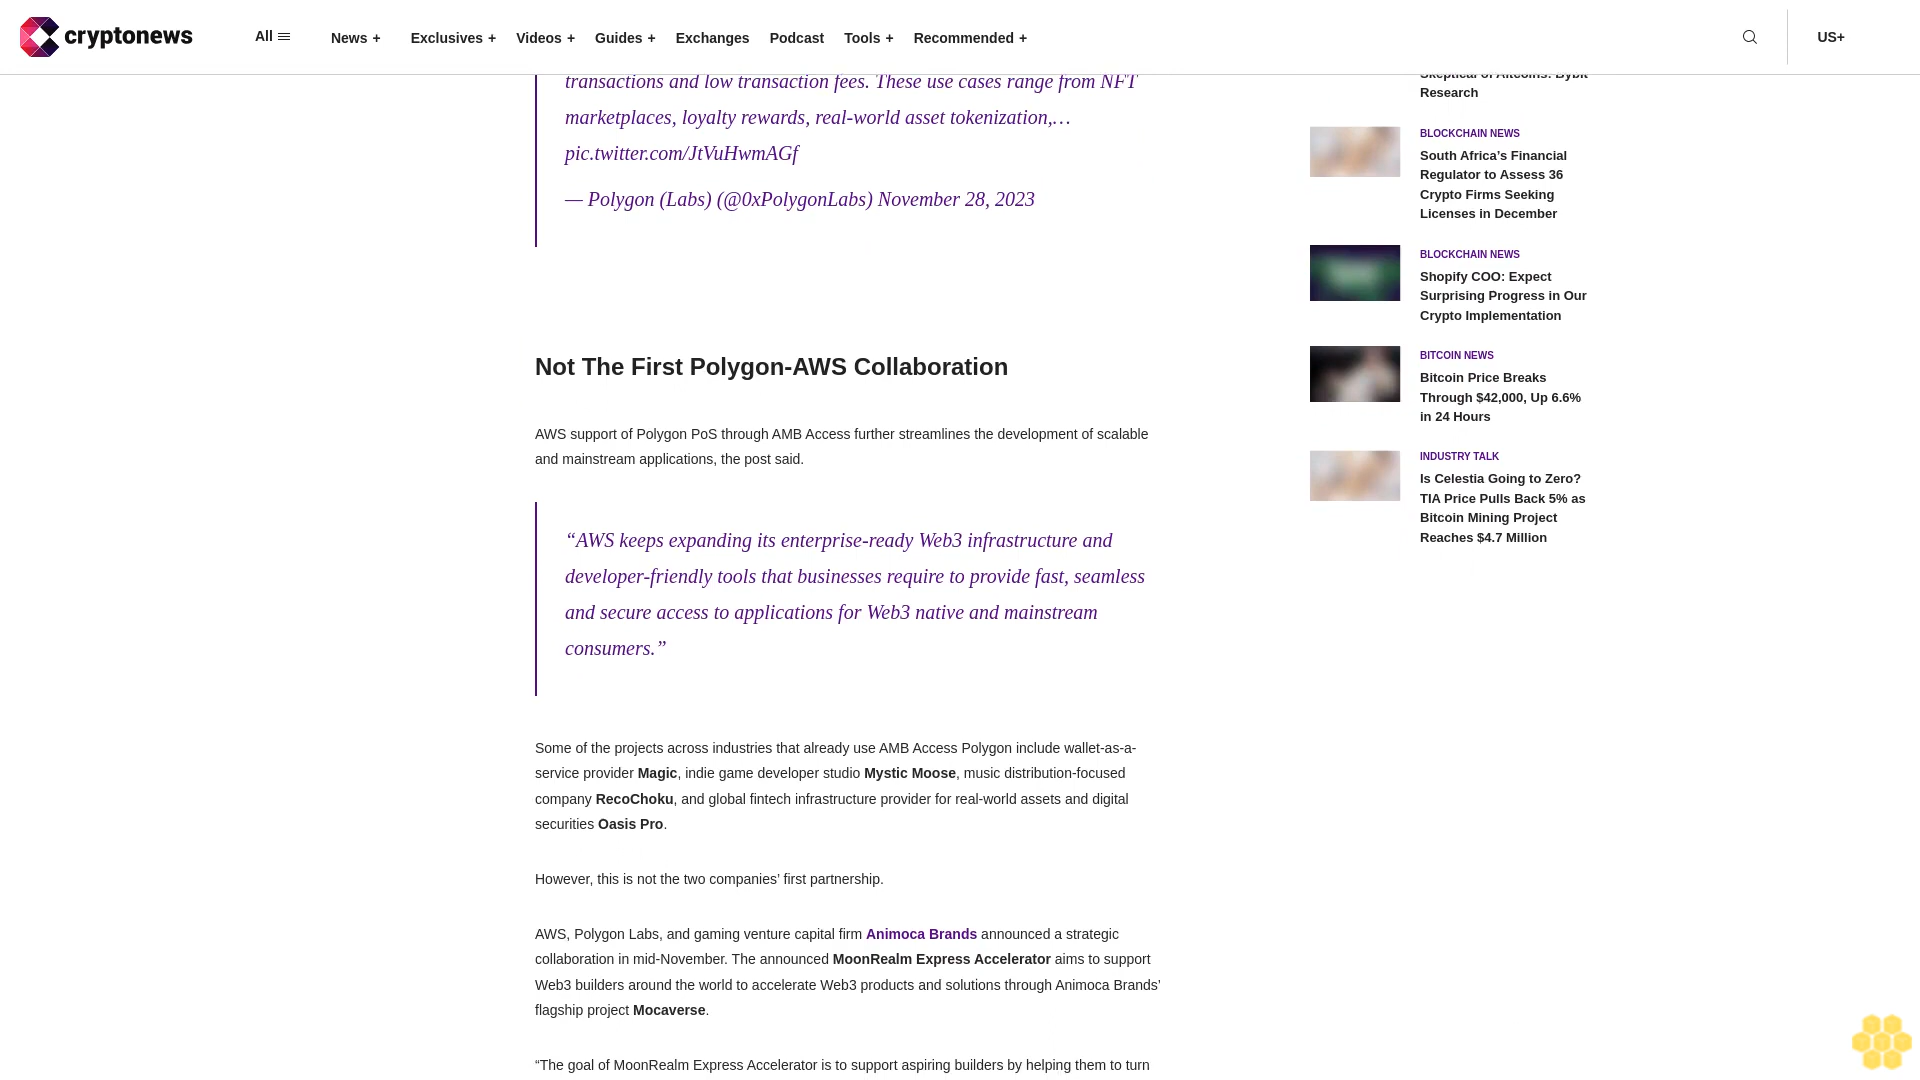 cryptonews
All
News +
Exclusives +
Videos +
Guides +
Exchanges
Podcast
Tools +
Recommended +
US+
transactions and low transaction fees. These use cases range from NFT
marketplaces, loyalty rewards, real-world asset tokenization,…
pic.twitter.com/JtVuHwmAGf
— Polygon (Labs) (@0xPolygonLabs) November 28, 2023
Not The First Polygon-AWS Collaboration
AWS support of Polygon PoS through AMB Access further streamlines the development of scalable
and mainstream applications, the post said.
“AWS keeps expanding its enterprise-ready Web3 infrastructure and
developer-friendly tools that businesses require to provide fast, seamless
and secure access to applications for Web3 native and mainstream
consumers.”
Some of the projects across industries that already use AMB Access Polygon include wallet-as-a-
service provider Magic, indie game developer studio Mystic Moose, music distribution-focused
company RecoChoku, and global fintech infrastructure provider for real-world assets and digital
securities Oasis Pro.
However, this is not the two companies’ first partnership.
AWS, Polygon Labs, and gaming venture capital firm Animoca Brands announced a strategic
collaboration in mid-November. The announced MoonRealm Express Accelerator aims to support
Web3 builders around the world to accelerate Web3 products and solutions through Animoca Brands’
flagship project Mocaverse.
“The goal of MoonRealm Express Accelerator is to support aspiring builders by helping them to turn
Skeptical of Altcoins: Bybit
Research
BLOCKCHAIN NEWS
South Africa’s Financial
Regulator to Assess 36
Crypto Firms Seeking
Licenses in December
BLOCKCHAIN NEWS
Shopify COO: Expect
Surprising Progress in Our
Crypto Implementation
BITCOIN NEWS
Bitcoin Price Breaks
Through $42,000, Up 6.6%
in 24 Hours
INDUSTRY TALK
Is Celestia Going to Zero?
TIA Price Pulls Back 5% as
Bitcoin Mining Project
Reaches $4.7 Million